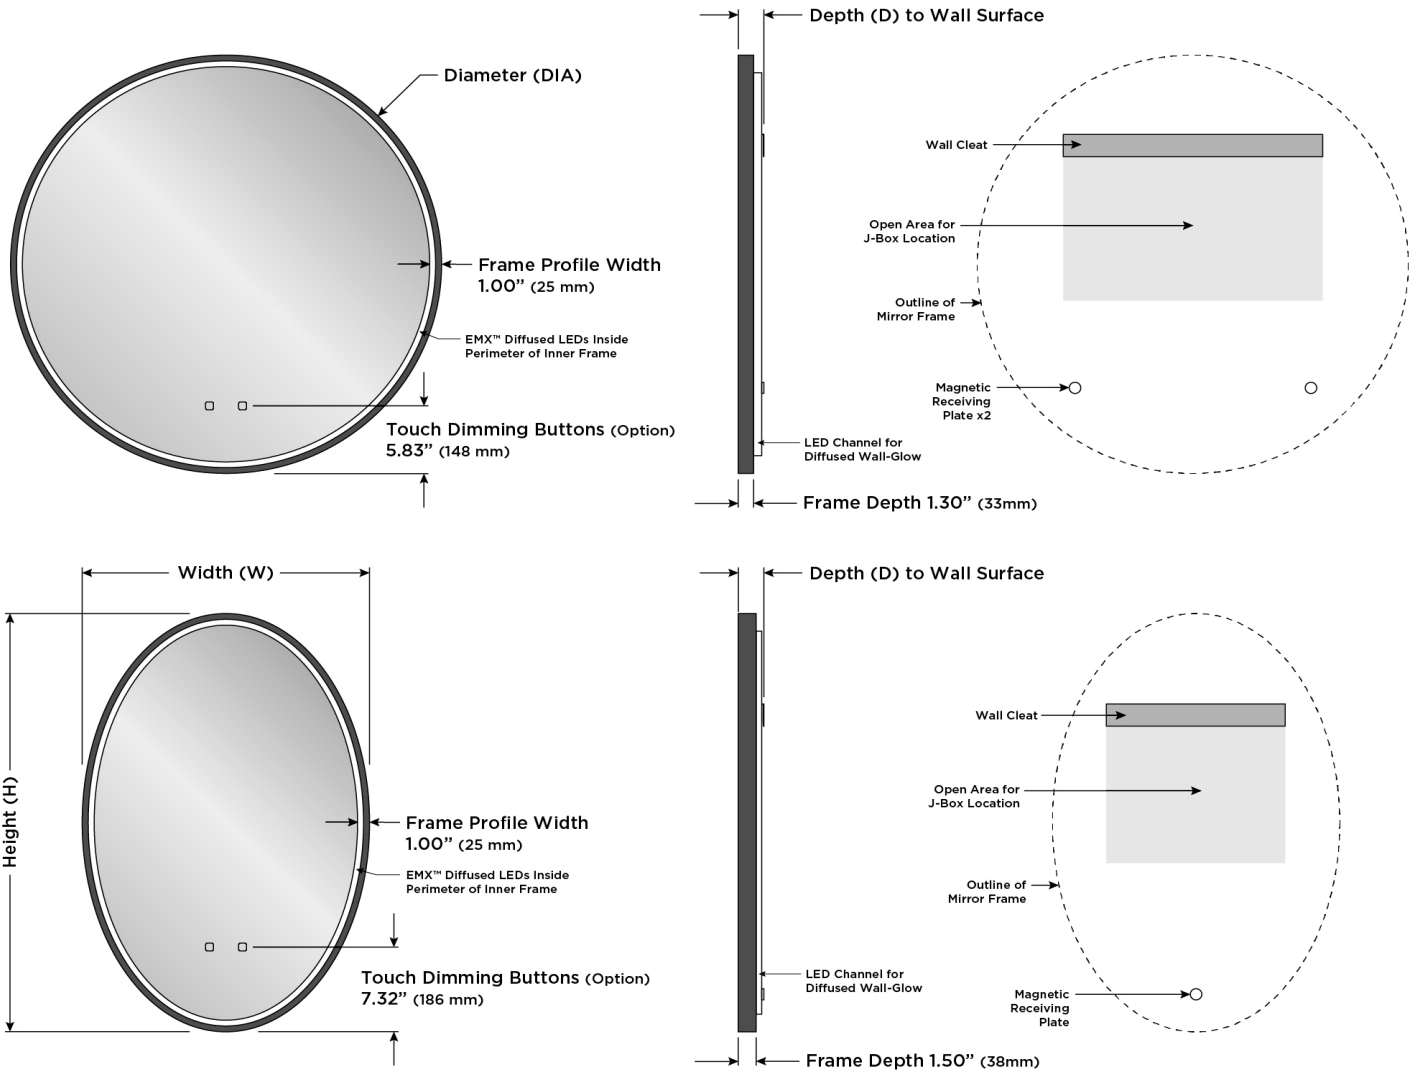 Depth (D) to Wall Surface
Diameter (DIA)
Wall Cleat
Open Area for
J-Box Location
Frame Profile Width
1.00” (25 mm)
Outline of
Mirror Frame
EMX™ Diffused LEDs Inside
Perimeter of Inner Frame
Magnetic
Receiving
Plate x2
Touch Dimming Buttons (Option)
5.83” (148 mm)
LED Channel for
Diffused Wall-Glow
Frame Depth 1.30” (33mm)
Width (W)
Depth (D) to Wall Surface
Wall Cleat
Open Area for
J-Box Location
Height (H)
Frame Profile Width
1.00” (25 mm)
EMX™ Diffused LEDs Inside
Perimeter of Inner Frame
Outline of
Mirror Frame
Touch Dimming Buttons (Option)
7.32” (186 mm)
LED Channel for
Diffused Wall-Glow
Magnetic
Receiving
Plate
Frame Depth 1.50” (38mm)